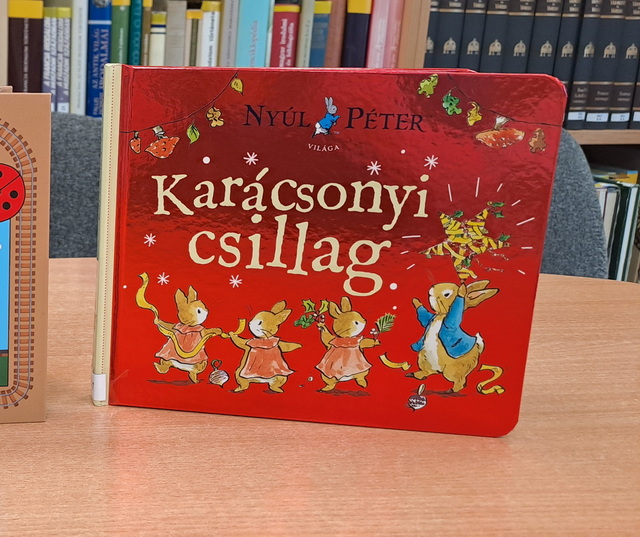 NYÚL PÉTER
VILÁGA
Karácsonyi
csillag